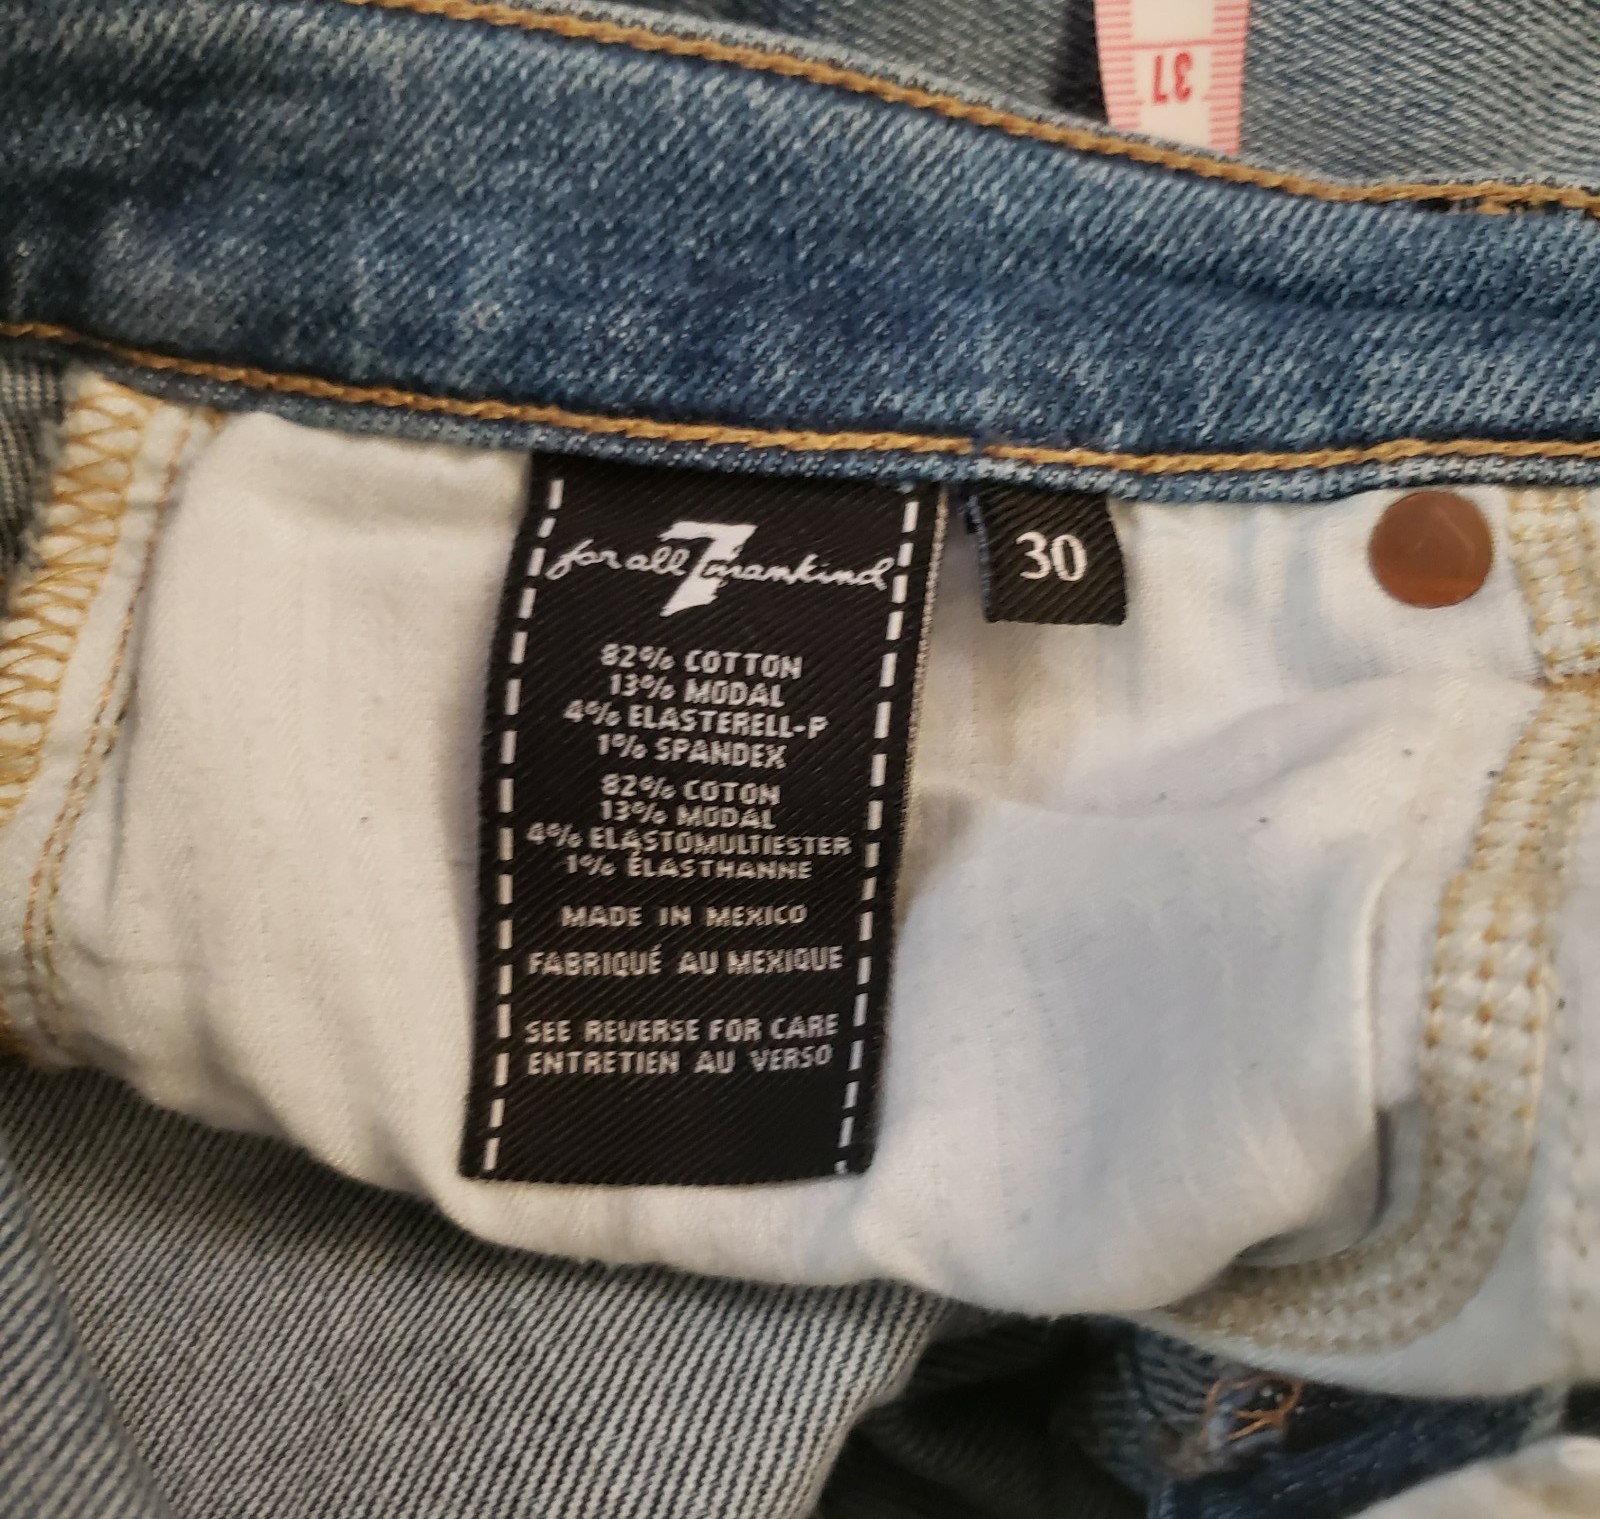 37
for all 7 mankind
30
82% COTTON
13% MODAL
4% ELASTERELL-P
1% SPANDEX
82% COTON
13% MODAL
4% ELASTOMULTIESTER
1% ÉLASTHANNE
MADE IN MEXICO
FABRIQUÉ AU MEXIQUE
SEE REVERSE FOR CARE
ENTRETIEN AU VERSO